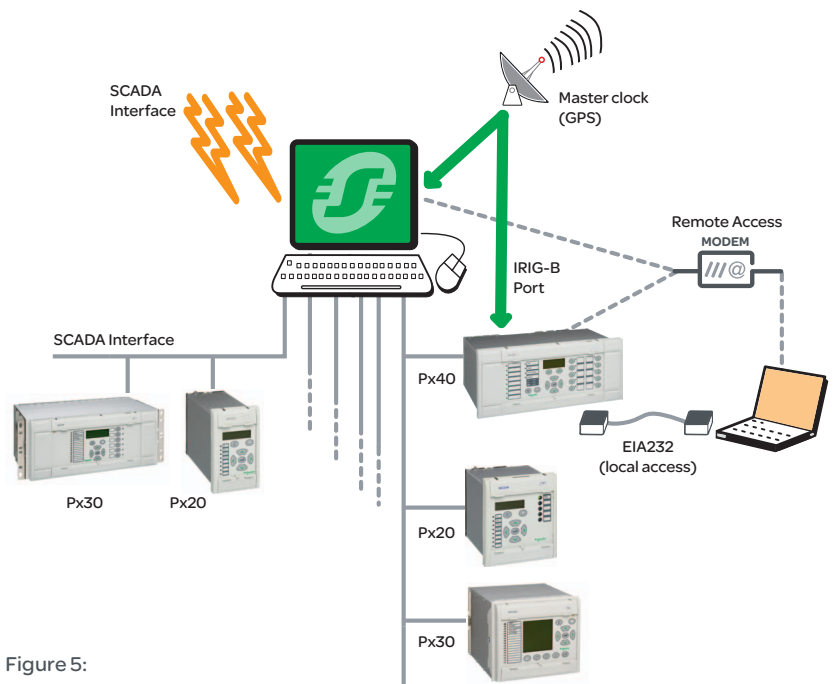 SCADA
Interface
Master clock
(GPS)
Remote Access
MODEM
///@
IRIG-B
Port
SCADA Interface
Px40
EIA232
(local access)
Px30
Px20
Px20
Px30
Figure 5: